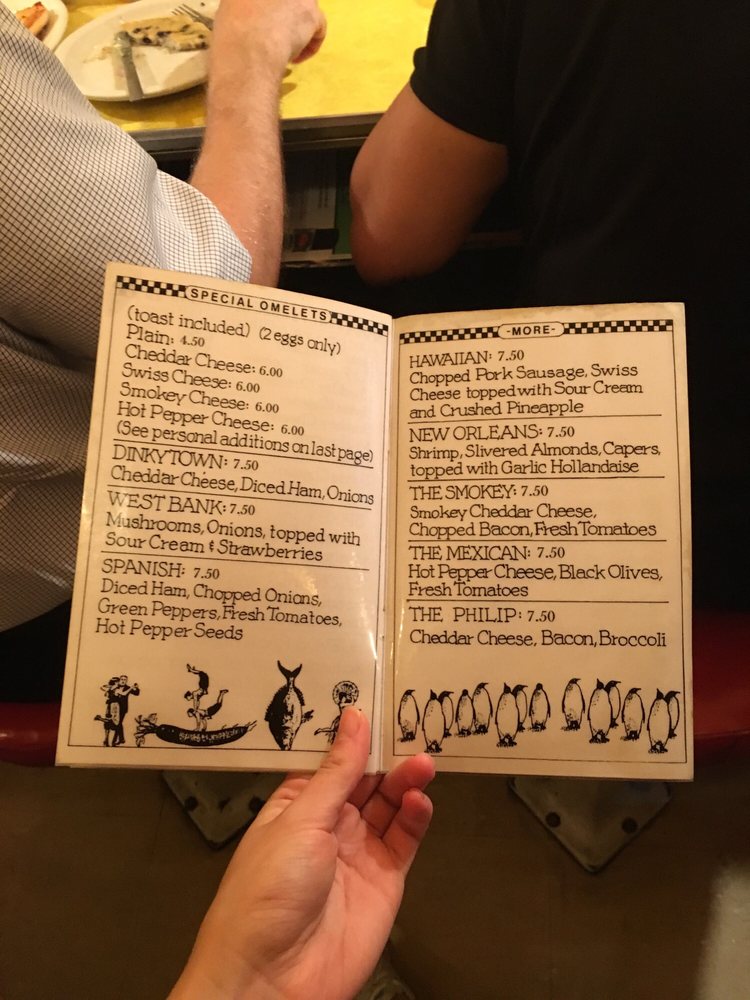 SPECIAL OMELETS
(toast included) (2 eggs only)
Plain: 4.50
Cheddar Cheese: 6.00
Swiss Cheese: 6.00
Smokey Cheese: 6.00
Hot Pepper Cheese: 6.00
(See personal additions on last page)
DINKYTOWN: 7.50
Cheddar Cheese, Diced Ham, Onions
WEST BANK: 7.50
Mushrooms, Onions, topped with
Sour Cream & Strawberries
SPANISH: 7.50
Diced Ham, Chopped Onions,
Green Peppers, Fresh Tomatoes,
Hot Pepper Seeds
-MORE-
HAWAIIAN: 7.50
Chopped Pork Sausage, Swiss
Cheese topped with Sour Cream
and Crushed Pineapple
NEW ORLEANS: 7.50
Shrimp, Slivered Almonds, Capers,
topped with Garlic Hollandaise
THE SMOKEY: 7.50
Smokey Cheddar Cheese,
Chopped Bacon, Fresh Tomatoes
THE MEXICAN: 7.50
Hot Pepper Cheese, Black Olives,
Fresh Tomatoes
THE PHILIP: 7.50
Cheddar Cheese, Bacon, Broccoli